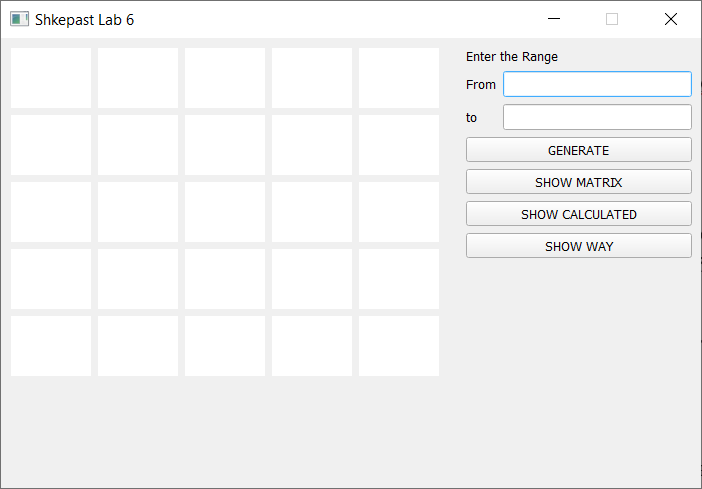 Shkepast Lab 6
Enter the Range
From
to
GENERATE
SHOW MATRIX
SHOW CALCULATED
SHOW WAY